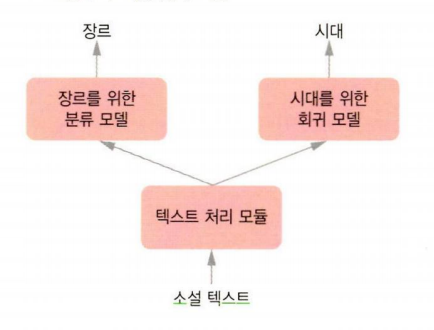 장르
시대
장르를 위한
분류 모델
시대를 위한
회귀 모델
텍스트 처리 모듈
소설 텍스트